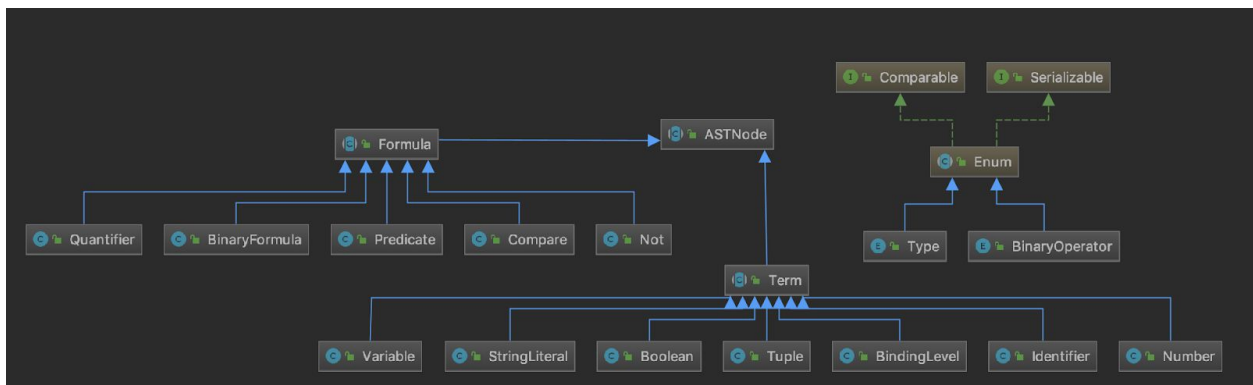 Comparable
Serializable
Formula
ASTNode
Enum
Quantifier
BinaryFormula
Predicate
Compare
Not
Type
BinaryOperator
Term
Variable
StringLiteral
Boolean
Tuple
BindingLevel
Identifier
Number